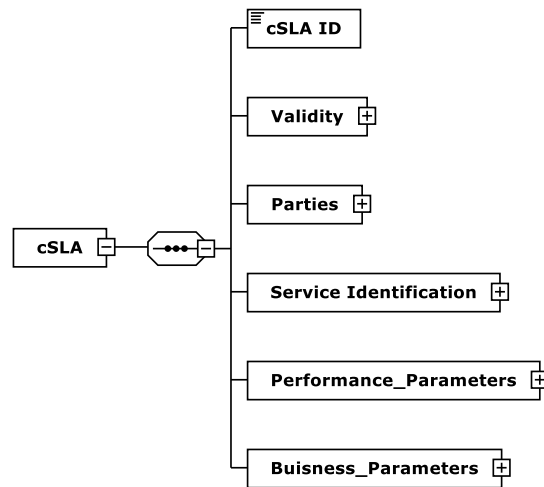 cSLA ID
Validity
Parties
cSLA
Service Identification
Performance_Parameters
Buisness_Parameters